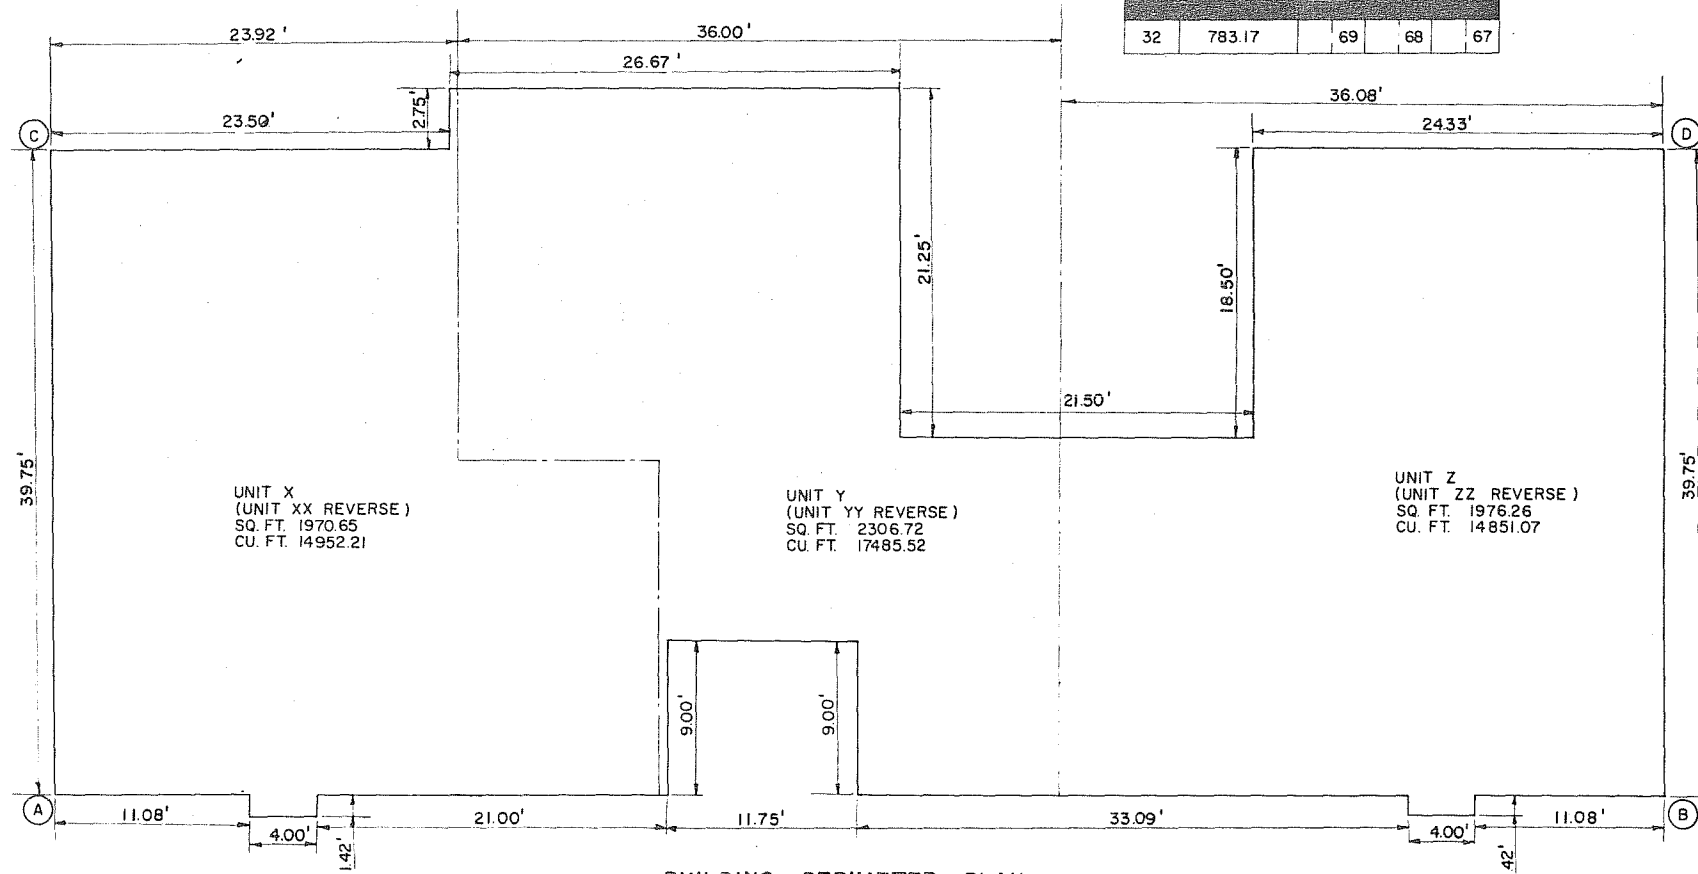 32 783.17 69 68 67
23.92' 36.00'
26.67'
36.08'
2.75'
23.50' 24.33'
C D
21.25'
18.50'
21.50'
39.75' 39.75'
UNIT X
(UNIT XX REVERSE)
SQ. FT. 1970.65
CU. FT. 14952.21
UNIT Y
(UNIT YY REVERSE)
SQ. FT. 2306.72
CU. FT. 17485.52
UNIT Z
(UNIT ZZ REVERSE)
SQ. FT. 1976.26
CU. FT. 14851.07
9.00' 9.00'
A B
11.08' 21.00' 11.75' 33.09' 11.08'
4.00' 4.00'
1.42' 42'